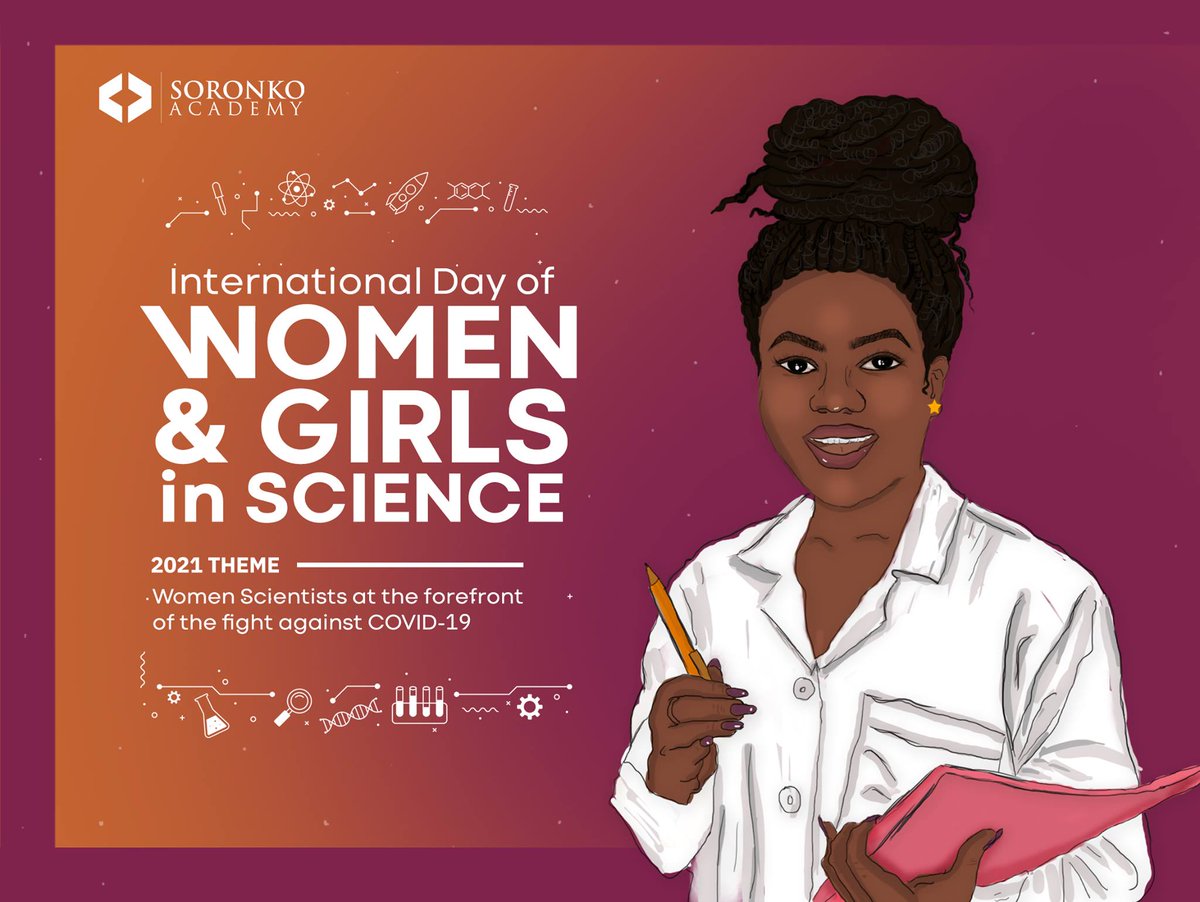 SORONKO
ACADEMY
International Day of
WOMEN
& GIRLS
in SCIENCE
2021 THEME
Women Scientists at the forefront
of the fight against COVID-19